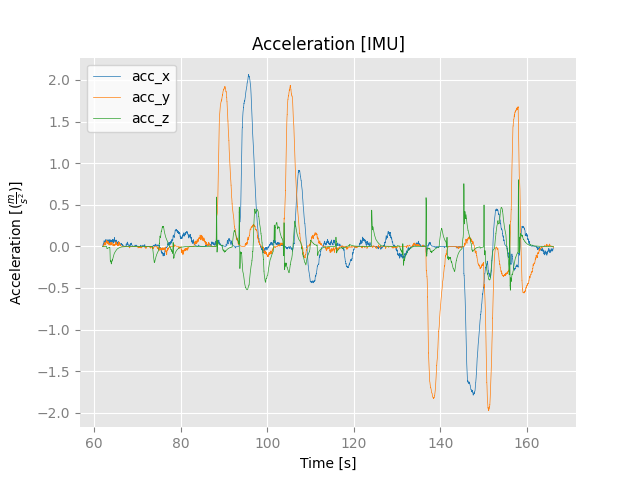 Acceleration [IMU]
acc_x
acc_y
acc_z
2.0
1.5
1.0
0.5
0.0
−0.5
−1.0
−1.5
−2.0
Acceleration [(m/s²)]
60 80 100 120 140 160
Time [s]